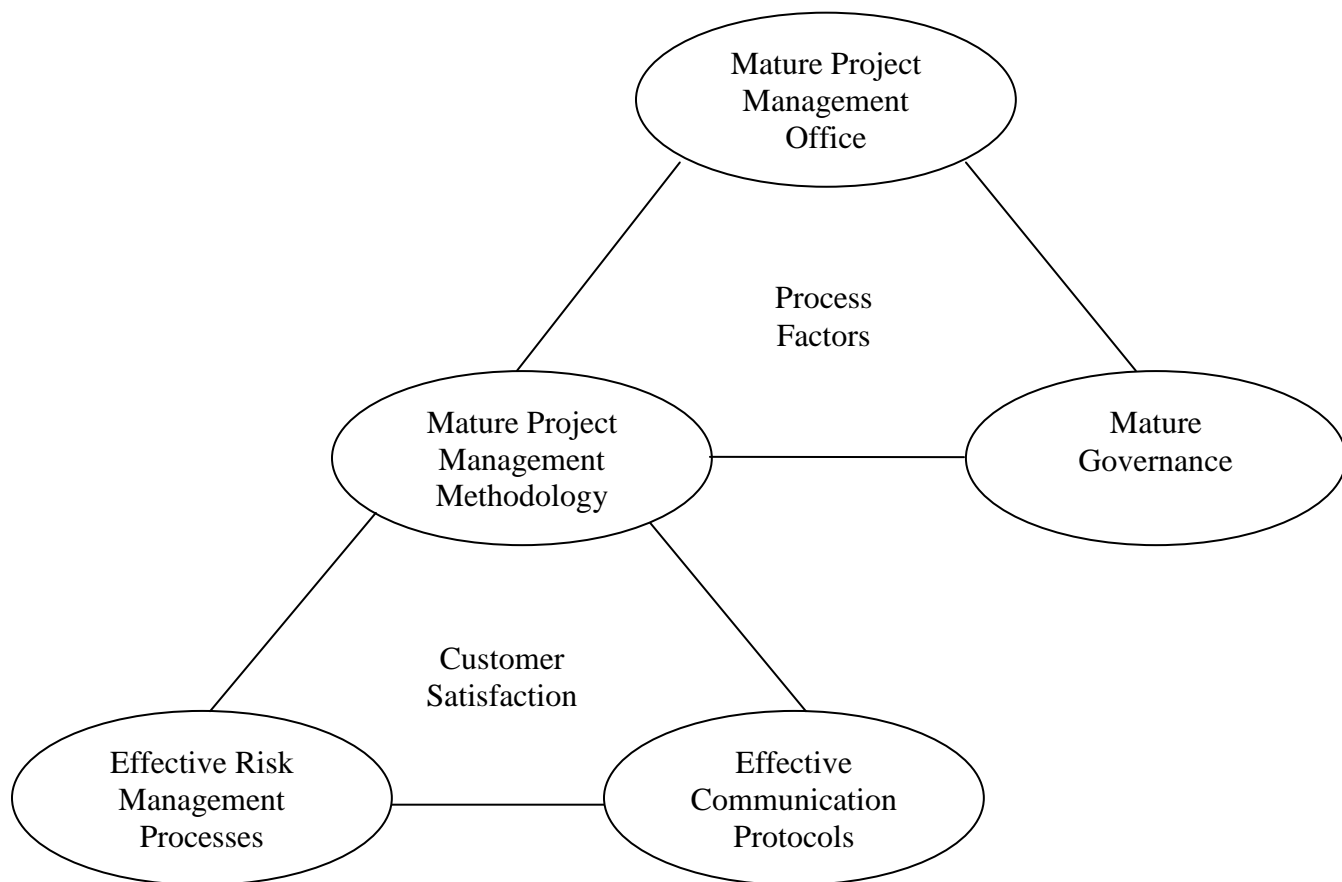 Mature Project
Management
Office
Process
Factors
Mature Project
Management
Methodology
Mature
Governance
Customer
Satisfaction
Effective Risk
Management
Processes
Effective
Communication
Protocols